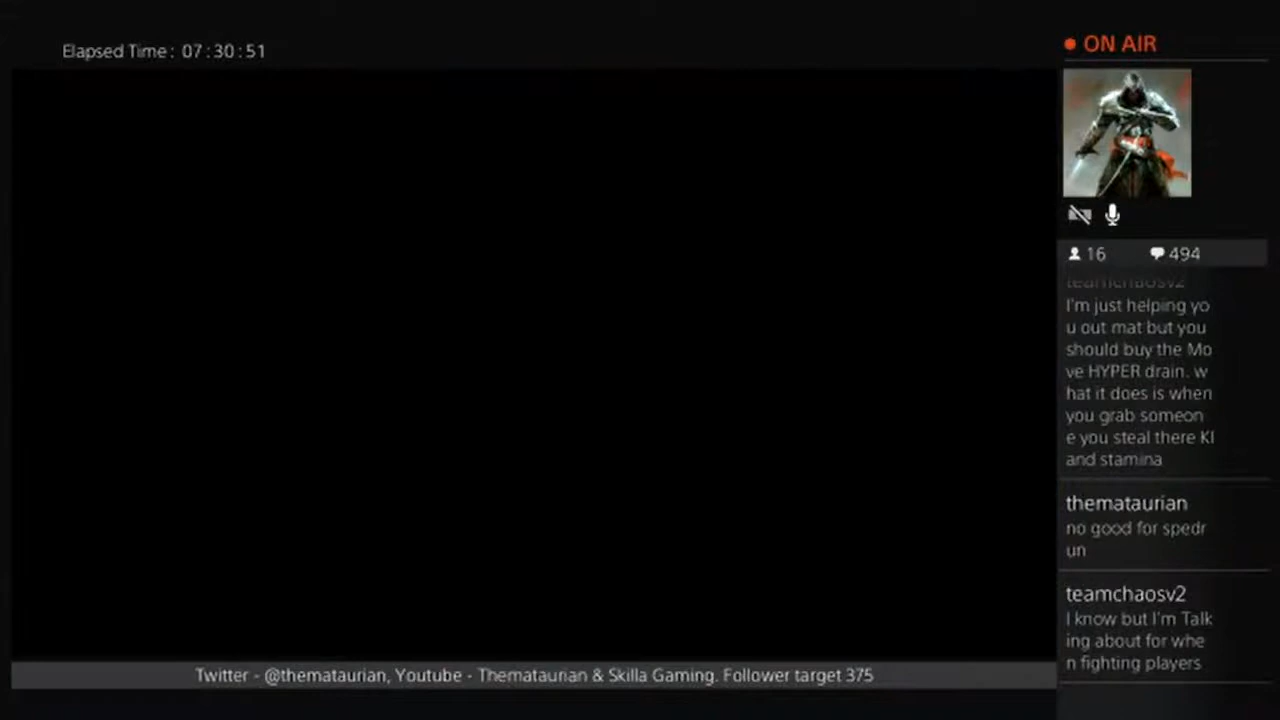 Elapsed Time: 07:30:51
ON AIR
16 494
teamchaosv2
I'm just helping yo
u out mat but you
should buy the Mo
ve HYPER drain. w
hat it does is when
you grab someon
e you steal there KI
and stamina
themataurian
no good for spedr
un
teamchaosv2
I know but I'm Talk
ing about for whe
n fighting players
Twitter - @themataurian, Youtube - Themataurian & Skilla Gaming. Follower target 375